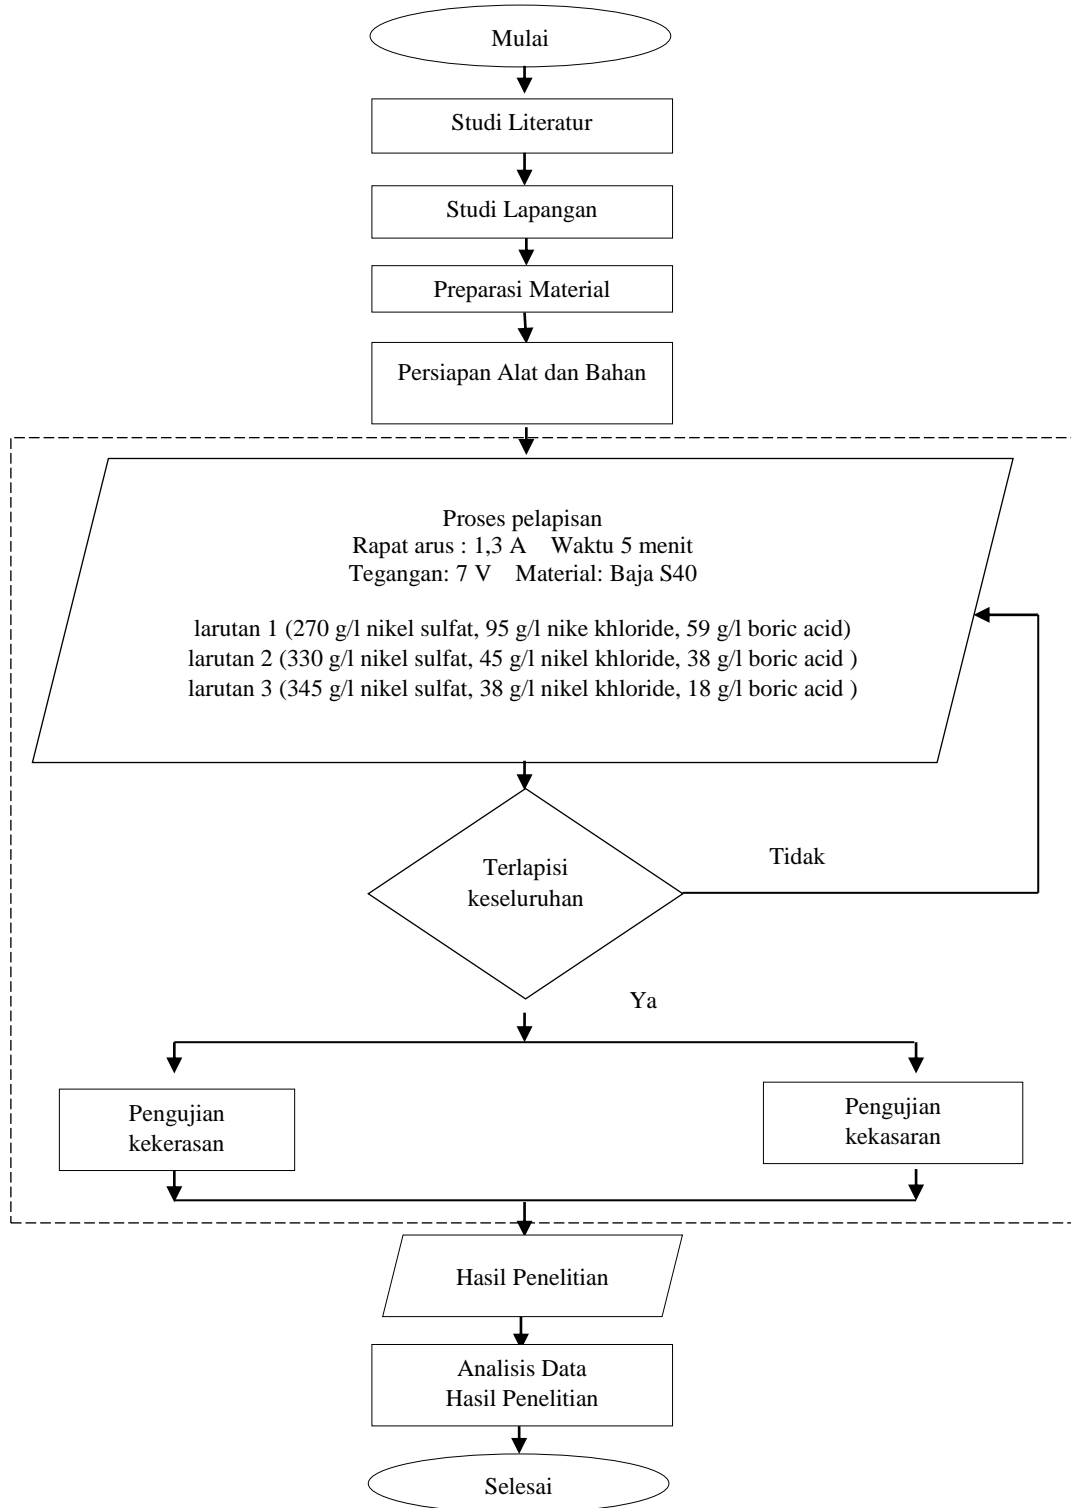 Mulai
Studi Literatur
Studi Lapangan
Preparasi Material
Persiapan Alat dan Bahan
Proses pelapisan
Rapat arus : 1,3 A    Waktu 5 menit
Tegangan: 7 V    Material: Baja S40
larutan 1 (270 g/l nikel sulfat, 95 g/l nike khloride, 59 g/l boric acid)
larutan 2 (330 g/l nikel sulfat, 45 g/l nikel khloride, 38 g/l boric acid )
larutan 3 (345 g/l nikel sulfat, 38 g/l nikel khloride, 18 g/l boric acid )
Terlapisi
keseluruhan
Tidak
Ya
Pengujian
kekerasan
Pengujian
kekasaran
Hasil Penelitian
Analisis Data
Hasil Penelitian
Selesai